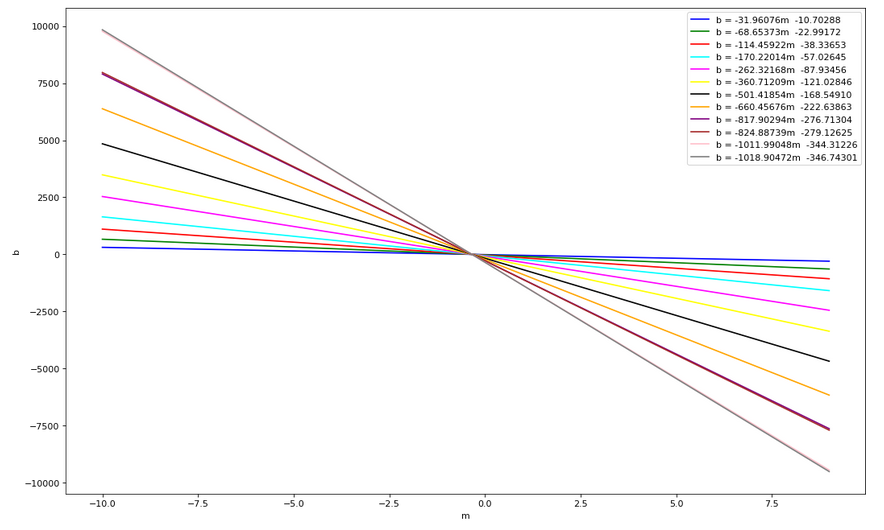 b = -31.96076m -10.70288
b = -68.65373m -22.99172
b = -114.45922m -38.33653
b = -170.22014m -57.02645
b = -262.32168m -87.93456
b = -360.71209m -121.02846
b = -501.41854m -168.54910
b = -660.45676m -222.63863
b = -817.90294m -276.71304
b = -824.88739m -279.12625
b = -1011.99048m -344.31226
b = -1018.90472m -346.74301
10000
7500
5000
2500
0
−2500
−5000
−7500
−10000
b
−10.0 −7.5 −5.0 −2.5 0.0 2.5 5.0 7.5
m